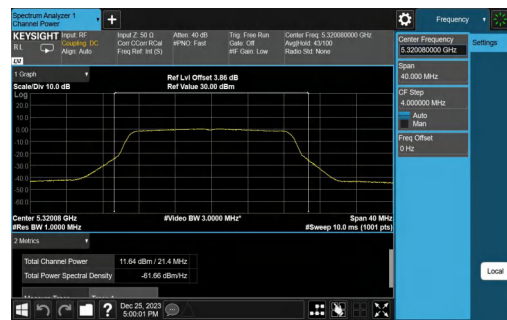 Spectrum Analyzer 1
Channel Power
Frequency
KEYSIGHT
RL
Input: RF
Coupling: DC
Align: Auto
Input Z: 50 Ω
Corr CCorr RCal
Freq Ref: Int (S)
Atten: 40 dB
#PNO: Fast
Trig: Free Run
Gate: Off
#IF Gain: Low
Center Freq: 5.320080000 GHz
Avg|Hold: 43/100
Radio Std: None
LXI
1 Graph
Scale/Div 10.0 dB
Ref Lvl Offset 3.86 dB
Ref Value 30.00 dBm
Log
20.0
10.0
0.00
-10.0
-20.0
-30.0
-40.0
-50.0
-60.0
Center 5.32008 GHz
#Res BW 1.0000 MHz
#Video BW 3.0000 MHz*
Span 40 MHz
#Sweep 10.0 ms (1001 pts)
2 Metrics
Total Channel Power 11.64 dBm / 21.4 MHz
Total Power Spectral Density -61.66 dBm/Hz
Dec 25, 2023
5:00:01 PM
Center Frequency
5.320080000 GHz
Settings
Span
40.000 MHz
CF Step
4.000000 MHz
Auto
Man
Freq Offset
0 Hz
Local